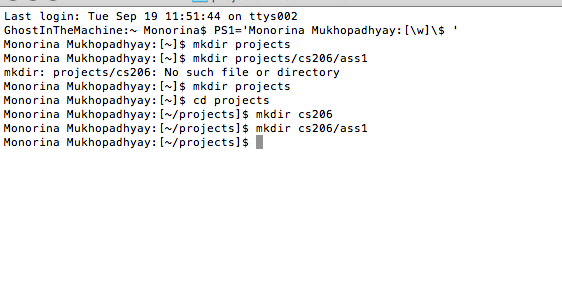 Last login: Tue Sep 19 11:51:44 on ttys002
GhostInTheMachine:~ Monorina$ PS1='Monorina Mukhopadhyay:[\w]\$ '
Monorina Mukhopadhyay:[~]$ mkdir projects
Monorina Mukhopadhyay:[~]$ mkdir projects/cs206/ass1
mkdir: projects/cs206: No such file or directory
Monorina Mukhopadhyay:[~]$ mkdir projects
Monorina Mukhopadhyay:[~]$ cd projects
Monorina Mukhopadhyay:[~/projects]$ mkdir cs206
Monorina Mukhopadhyay:[~/projects]$ mkdir cs206/ass1
Monorina Mukhopadhyay:[~/projects]$